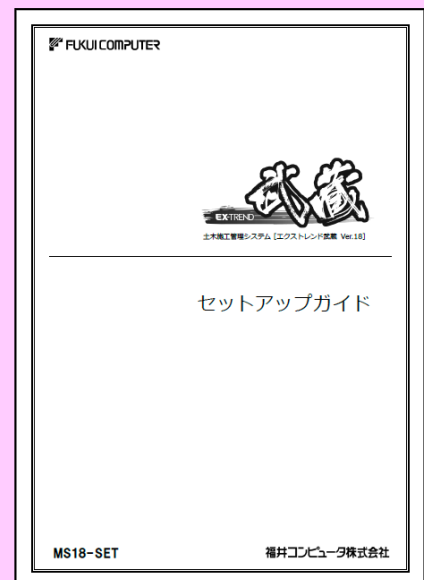 FUKUI COMPUTER
武蔵
EX-TREND
土木施工管理システム [エクストレンド武蔵 Ver.18]
セットアップガイド
MS18-SET
福井コンピュータ株式会社